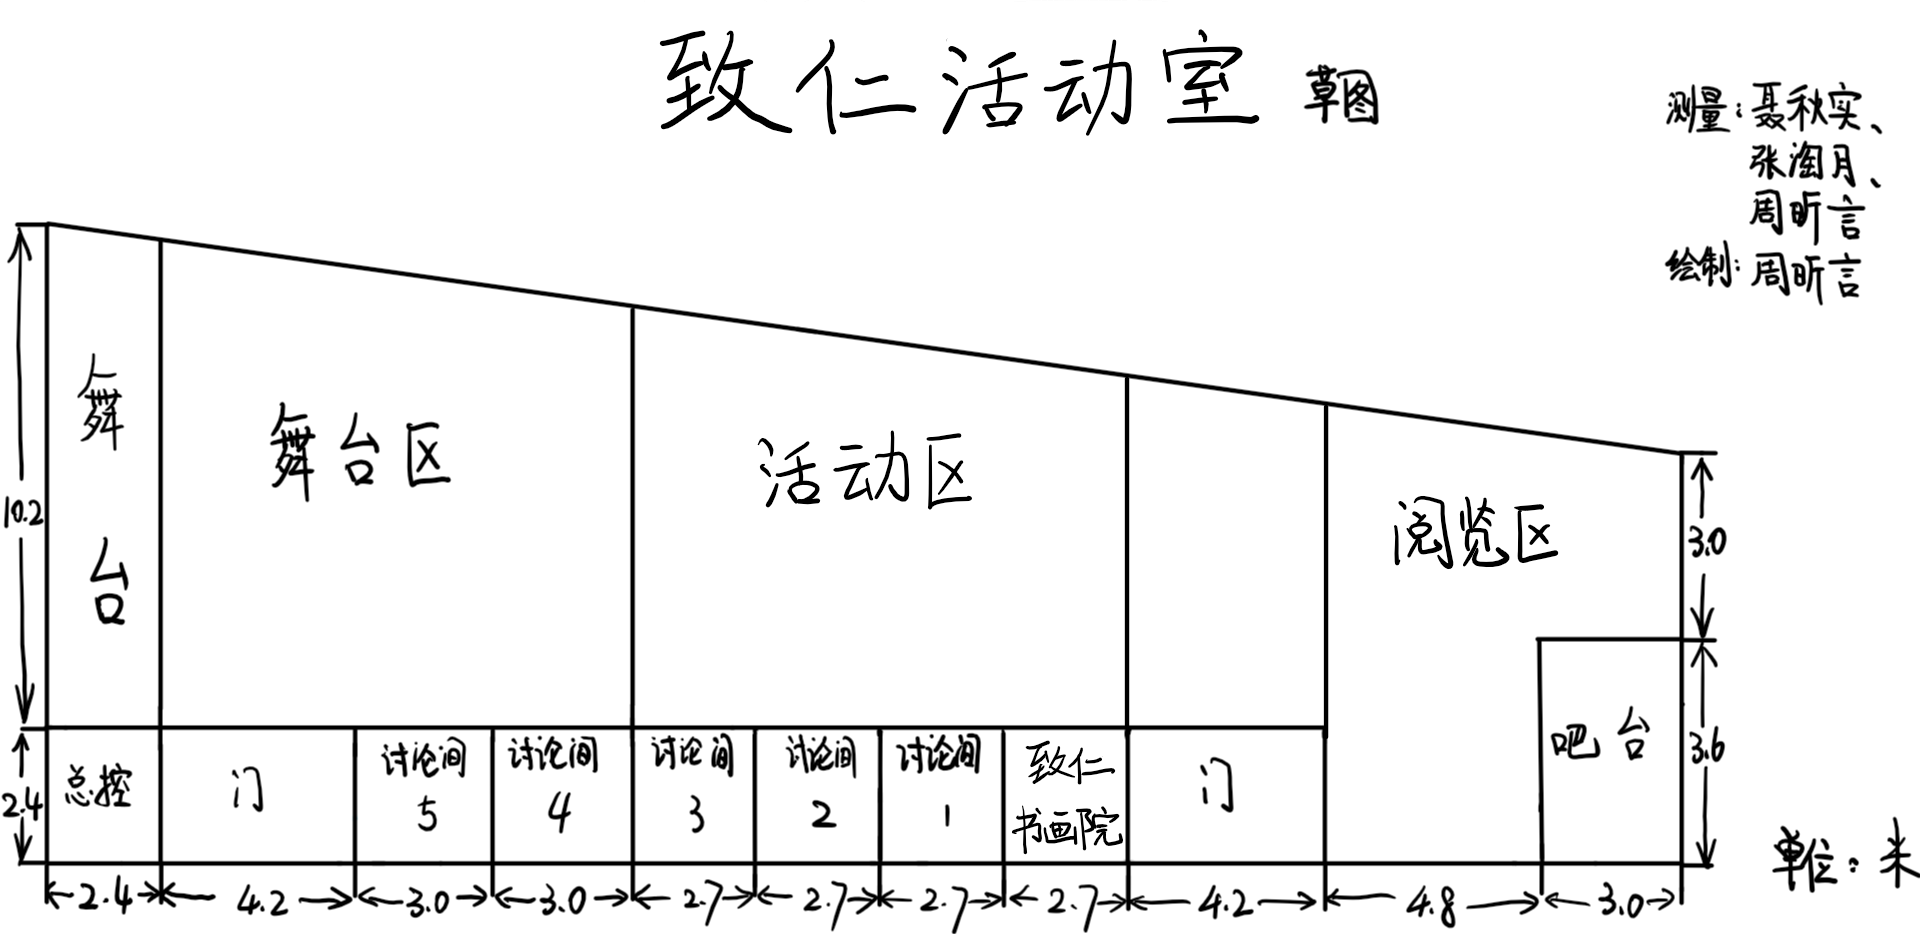 致仁活动室 草图
测量：聂秋实、
张淘月、
周昕言
绘制：周昕言
舞台
舞台区
活动区
阅览区
10.2
3.0
3.6
2.4
吧台
总控
门
讨论间
5
讨论间
4
讨论间
3
讨论间
2
讨论间
1
致仁
书画院
门
单位：米
2.4
4.2
3.0
3.0
2.7
2.7
2.7
2.7
4.2
4.8
3.0